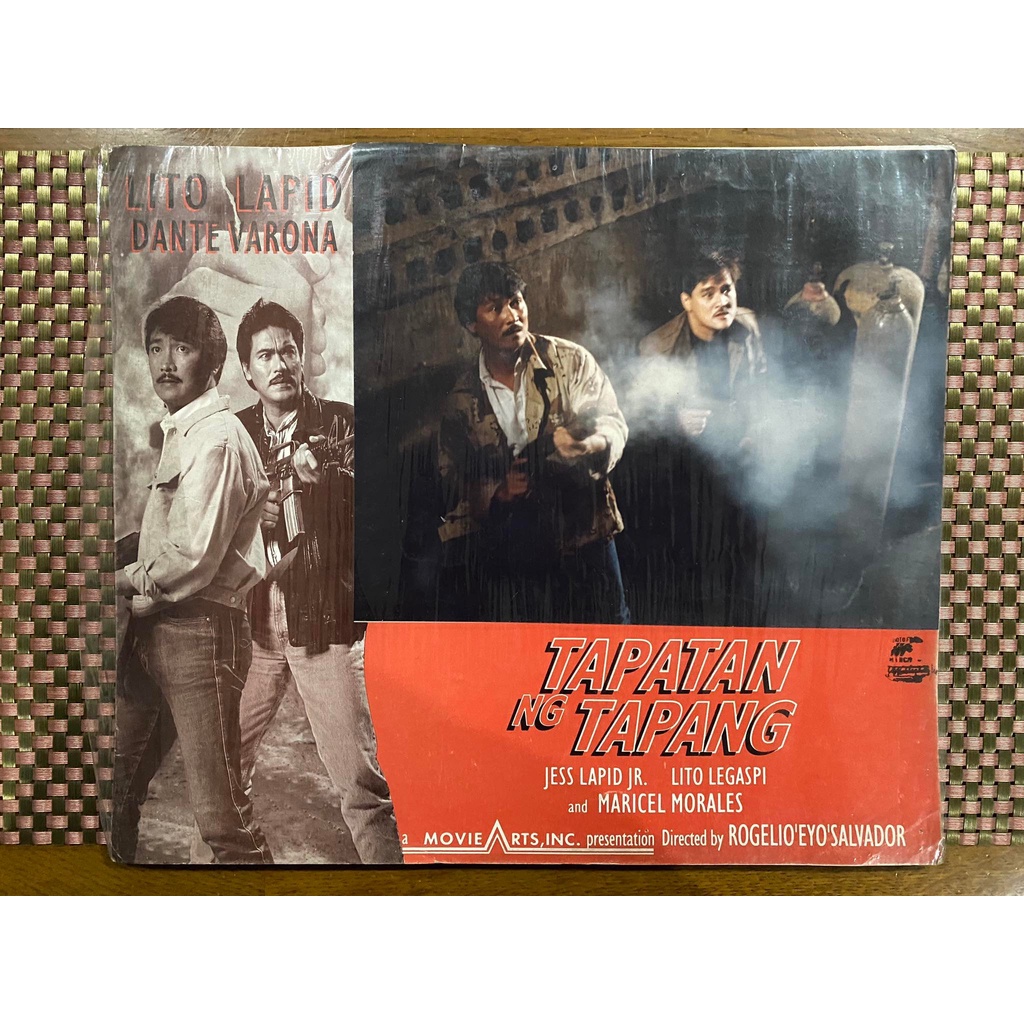 LITO LAPID
DANTE VARONA
TAPATAN
NG TAPANG
JESS LAPID JR. LITO LEGASPI
and MARICEL MORALES
a MOVIE ARTS, INC. presentation Directed by ROGELIO 'EYO' SALVADOR